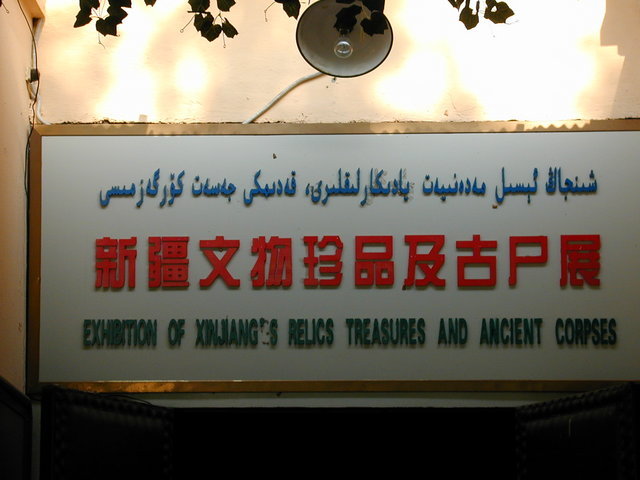 شىنجاڭ ئېسىل مەدەنىيەت يادىكارلىقلىرى، قەدىمكى جەسەت كۆرگەزمىسى
新疆文物珍品及古尸展
EXHIBITION OF XINJIANG'S RELICS TREASURES AND ANCIENT CORPSES